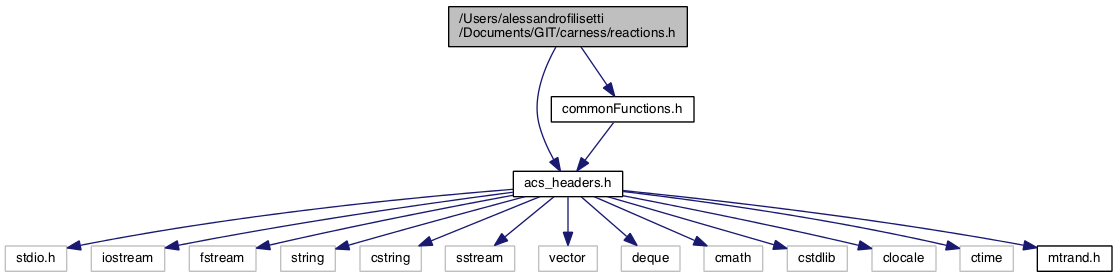 /Users/alessandrofilisetti
/Documents/GIT/carness/reactions.h
commonFunctions.h
acs_headers.h
stdio.h
iostream
fstream
string
cstring
sstream
vector
deque
cmath
cstdlib
clocale
ctime
mtrand.h